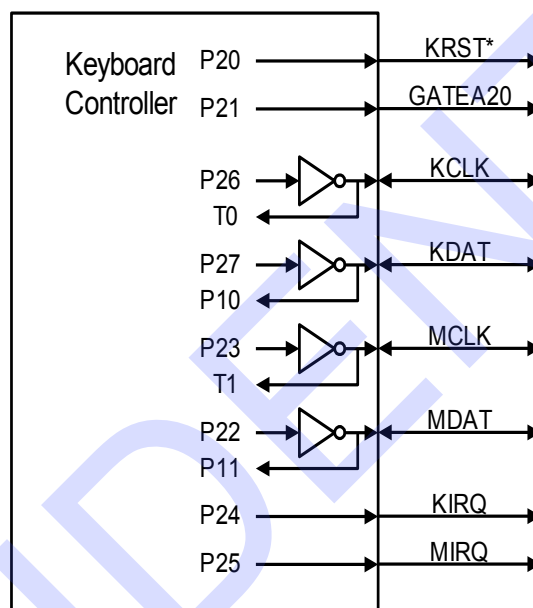 Keyboard
Controller
P20 KRST*
P21 GATEA20
P26 KCLK
T0
P27 KDAT
P10
P23 MCLK
T1
P22 MDAT
P11
P24 KIRQ
P25 MIRQ
DEN